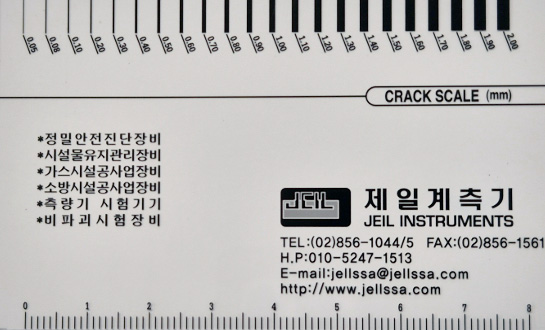 0.05 0.08 0.10 0.20 0.30 0.40 0.50 0.60 0.70 0.80 0.90 1.00 1.10 1.20 1.30 1.40 1.50 1.60 1.70 1.80 1.90 2.00
CRACK SCALE (mm)
*정밀안전진단장비
*시설물유지관리장비
*가스시설공사업장비
*소방시설공사업장비
*측량기 시험기기
*비파괴시험장비
JEIL 제일계측기
JEIL INSTRUMENTS
TEL:(02)856-1044/5 FAX:(02)856-1561
H.P:010-5247-1513
E-mail:jellssa@jellssa.com
http://www.jellssa.com
0 1 2 3 4 5 6 7 8